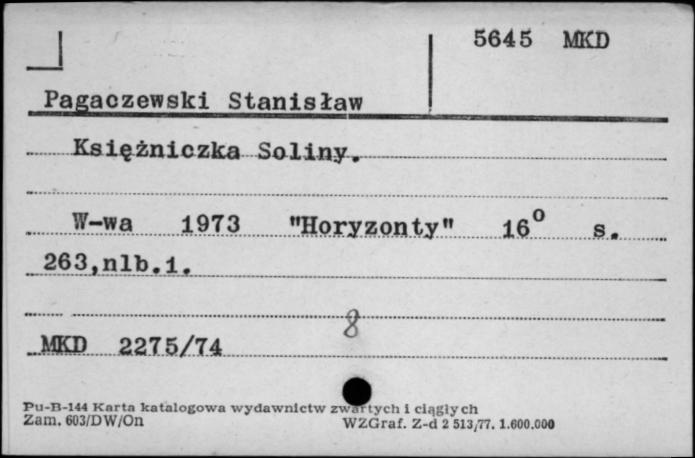 5645 MKD
Pagaczewski Stanisław
Księżniczka Soliny.
W-wa 1973 "Horyzonty" 16° s.
263,nlb.1.
8
MKD 2275/74
Pu-B-144 Karta katalogowa wydawnictw zwartych i ciągłych
Zam. 603/DW/On WZGraf. Z-d 2 513/77. 1.600.000